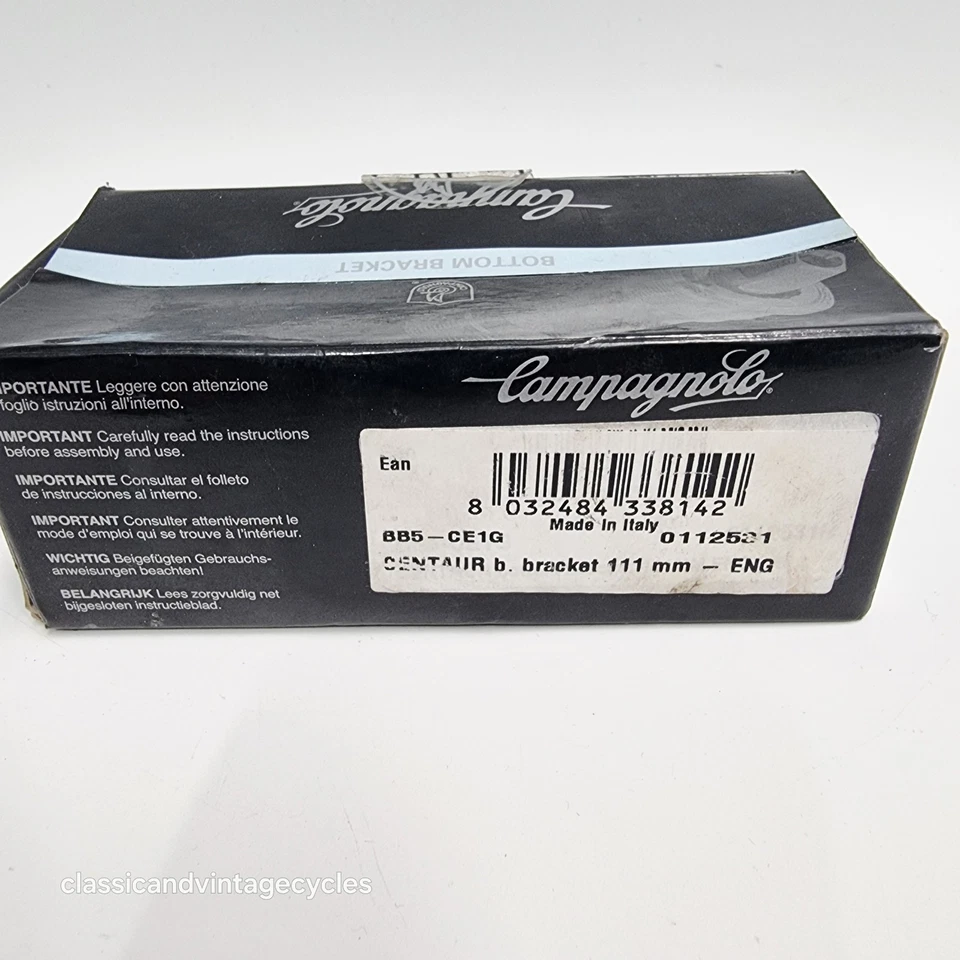 Campagnolo
BOTTOM BRACKET
PORTANTE Leggere con attenzione
foglio istruzioni all'interno.
IMPORTANT Carefully read the instructions
before assembly and use.
IMPORTANTE Consultar el folleto
de instrucciones al interno.
IMPORTANT Consulter attentivement le
mode d'emploi qui se trouve à l'intérieur.
WICHTIG Beigefügten Gebrauchs-
anweisungen beachten!
BELANGRIJK Lees zorgvuldig net
bijgesloten instructieblad.
Campagnolo
Ean
8 032484 338142
Made In Italy
BB5-CE1G
CENTAUR b. bracket 111 mm - ENG
classicandvintagecycles